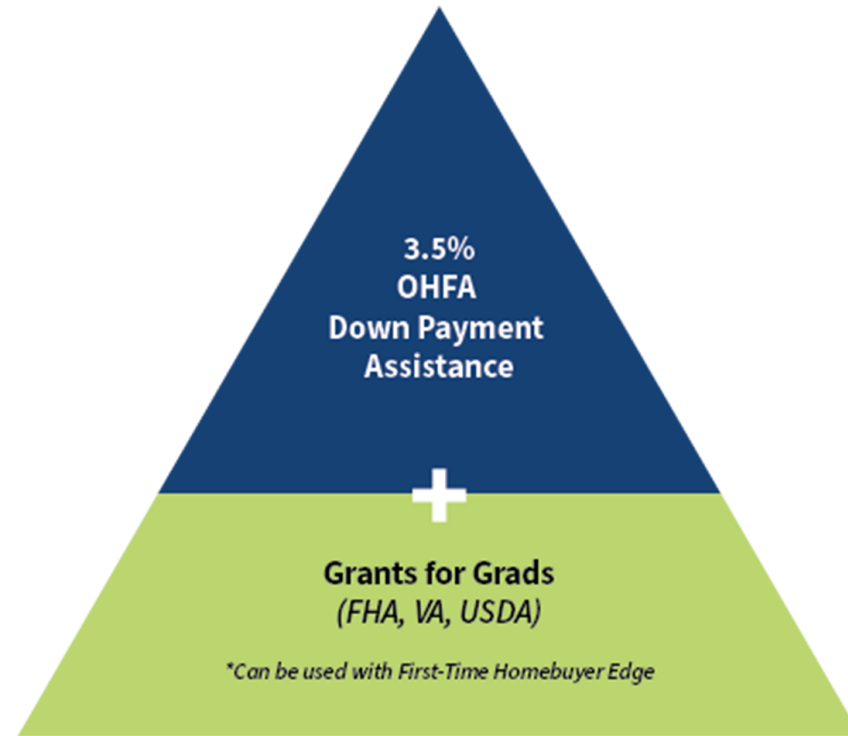 3.5%
OHFA
Down Payment
Assistance
+
Grants for Grads
(FHA, VA, USDA)
*Can be used with First-Time Homebuyer Edge